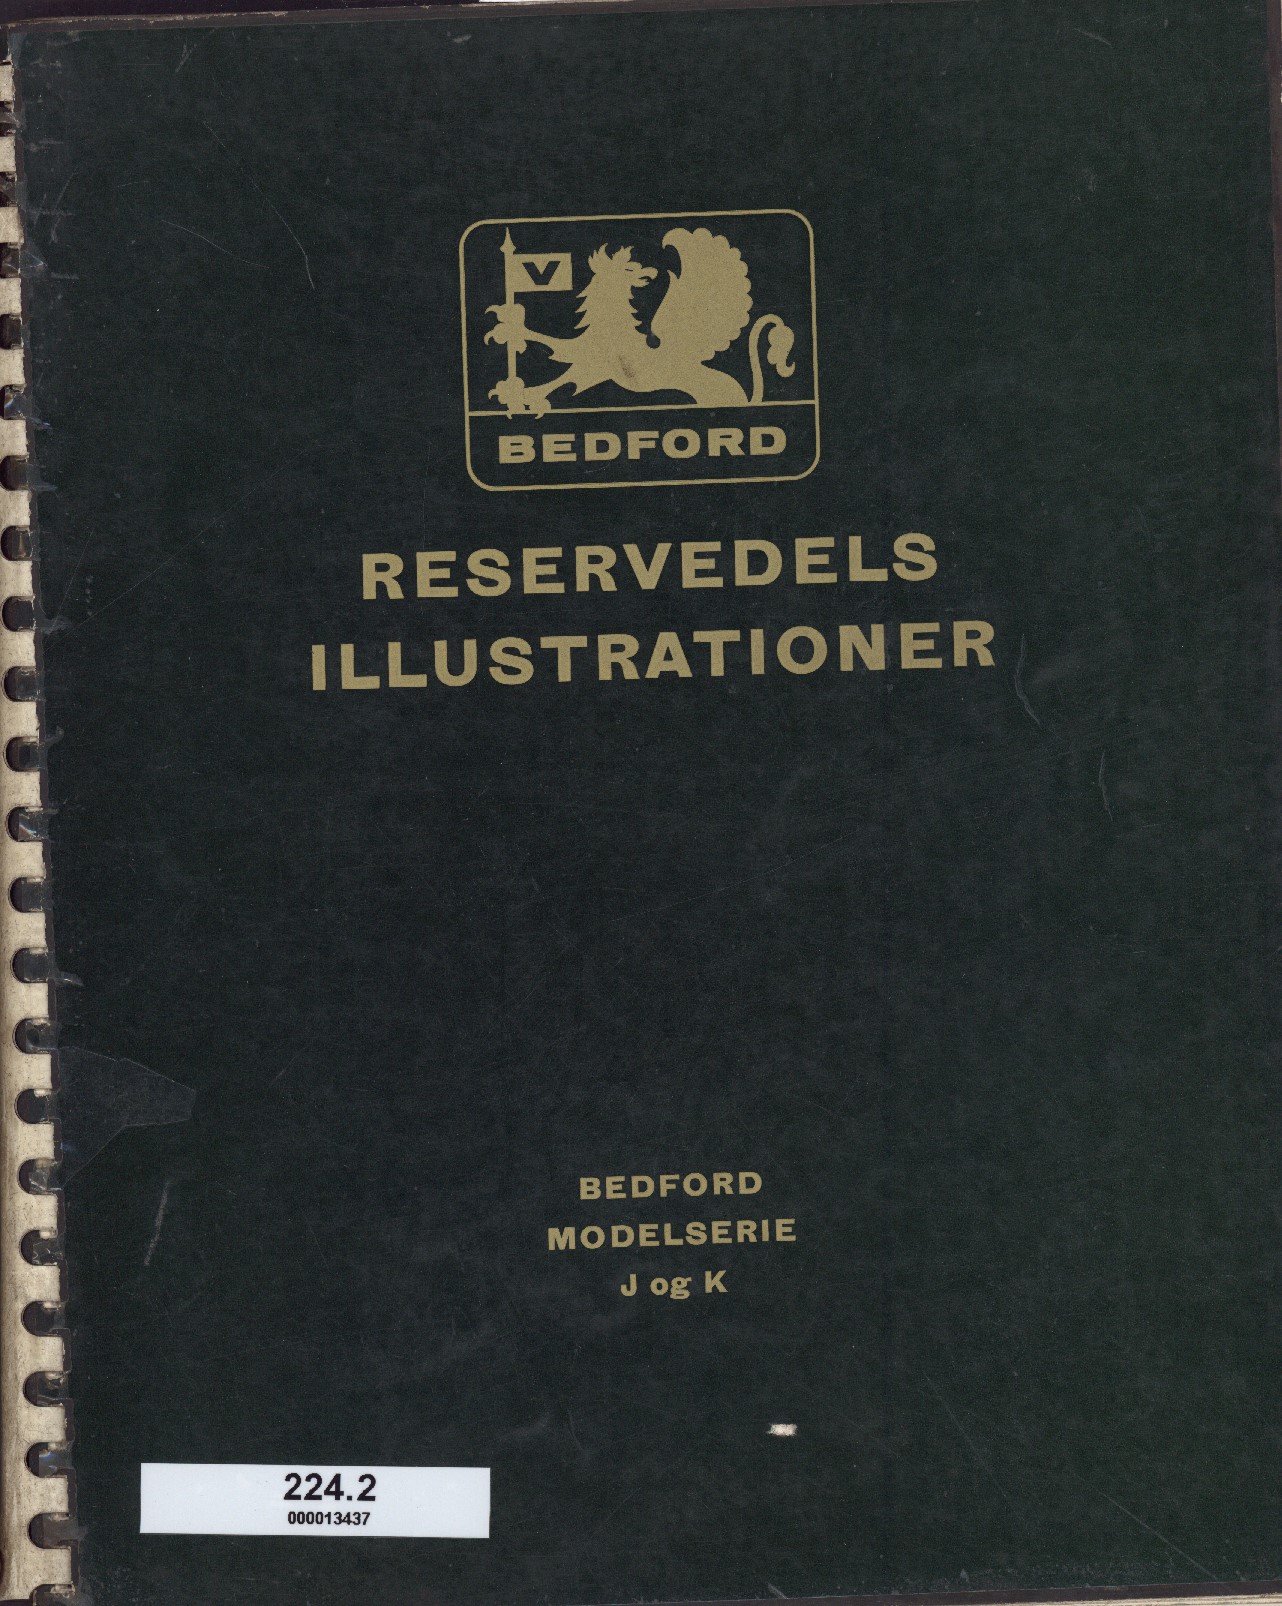 V
BEDFORD
RESERVEDELS
ILLUSTRATIONER
BEDFORD
MODELSERIE
J og K
224.2
000013437